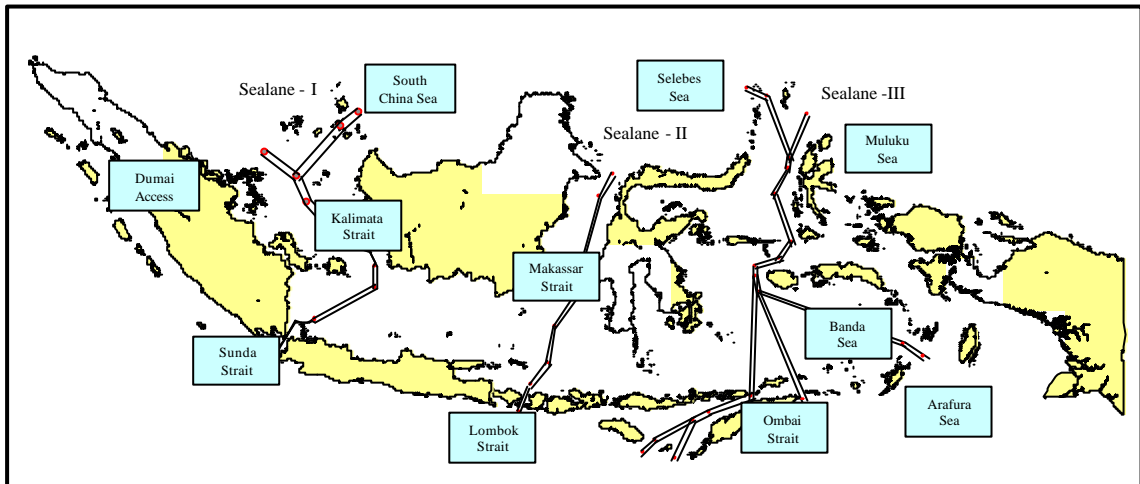 Sealane - I
South
China Sea
Selebes
Sea
Sealane -III
Sealane - II
Muluku
Sea
Dumai
Access
Kalimata
Strait
Makassar
Strait
Banda
Sea
Sunda
Strait
Lombok
Strait
Ombai
Strait
Arafura
Sea